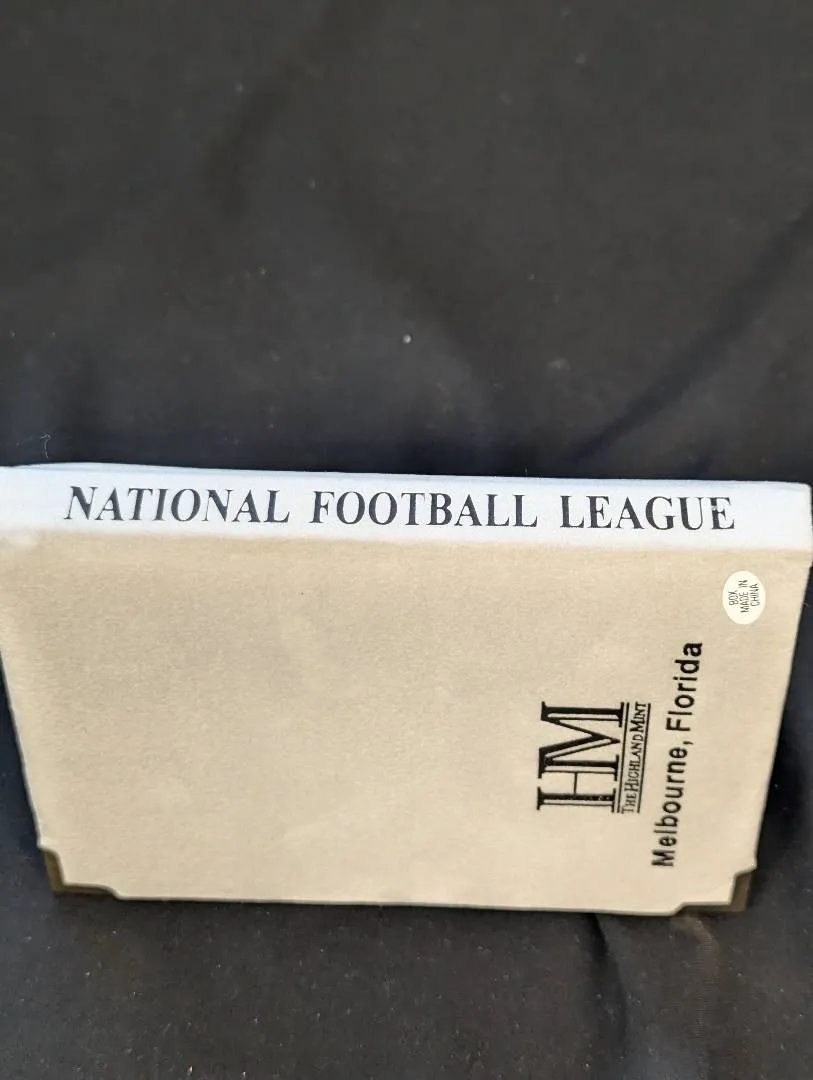 NATIONAL FOOTBALL LEAGUE
BOX
MADE IN
CHINA
HM
THE HIGHLAND MINT
Melbourne, Florida